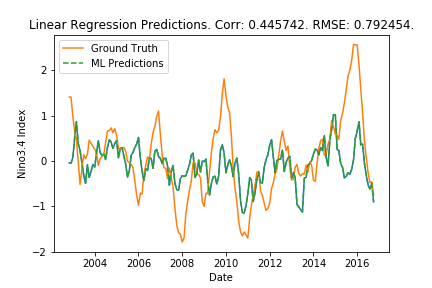 Linear Regression Predictions. Corr: 0.445742. RMSE: 0.792454.
Ground Truth
ML Predictions
Nino3.4 Index
2
1
0
−1
−2
2004 2006 2008 2010 2012 2014 2016
Date